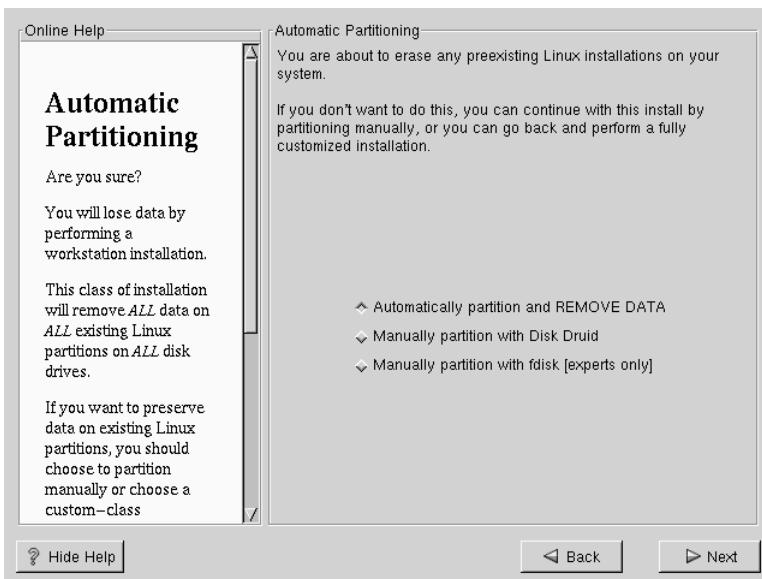 Online Help
Automatic
Partitioning
Are you sure?
You will lose data by
performing a
workstation installation.
This class of installation
will remove ALL data on
ALL existing Linux
partitions on ALL disk
drives.
If you want to preserve
data on existing Linux
partitions, you should
choose to partition
manually or choose a
custom–class
Automatic Partitioning
You are about to erase any preexisting Linux installations on your
system.
If you don't want to do this, you can continue with this install by
partitioning manually, or you can go back and perform a fully
customized installation.
Automatically partition and REMOVE DATA
Manually partition with Disk Druid
Manually partition with fdisk [experts only]
? Hide Help
Back
Next